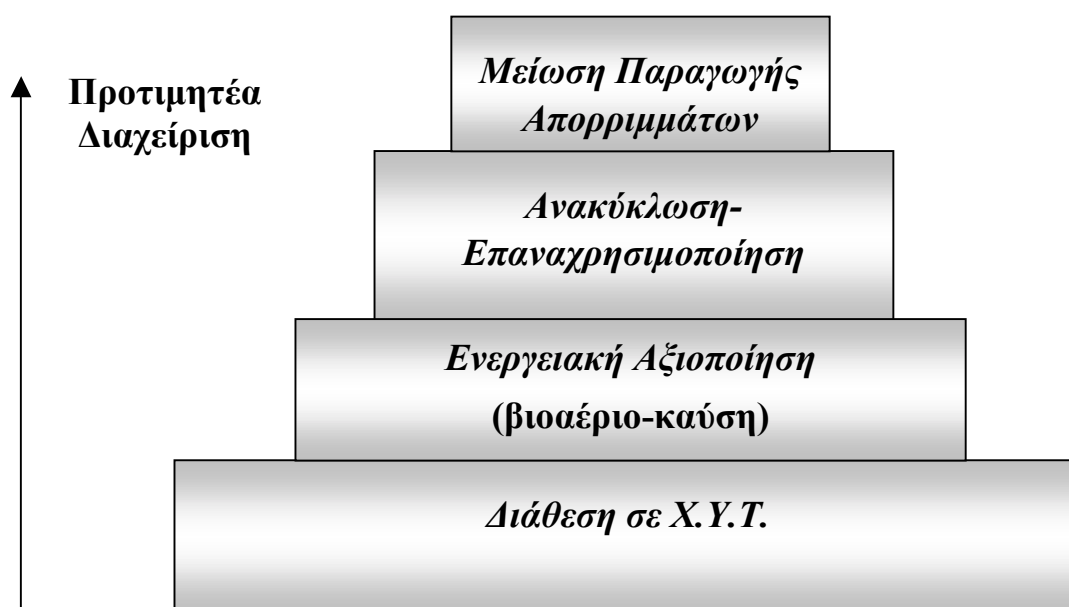 Προτιμητέα
Διαχείριση
Μείωση Παραγωγής
Απορριμμάτων
Ανακύκλωση-
Επαναχρησιμοποίηση
Ενεργειακή Αξιοποίηση
(βιοαέριο-καύση)
Διάθεση σε Χ.Υ.Τ.